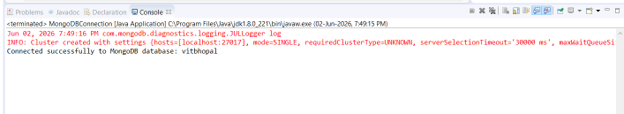 Problems @ Javadoc Declaration Console
<terminated> MongoDBConnection [Java Application] C:\Program Files\Java\jdk1.8.0_221\bin\javaw.exe (02-Jun-2026, 7:49:15 PM)
Jun 02, 2026 7:49:16 PM com.mongodb.diagnostics.logging.JULLogger log
INFO: Cluster created with settings {hosts=[localhost:27017], mode=SINGLE, requiredClusterType=UNKNOWN, serverSelectionTimeout='30000 ms', maxWaitQueueSi
Connected successfully to MongoDB database: vitbhopal